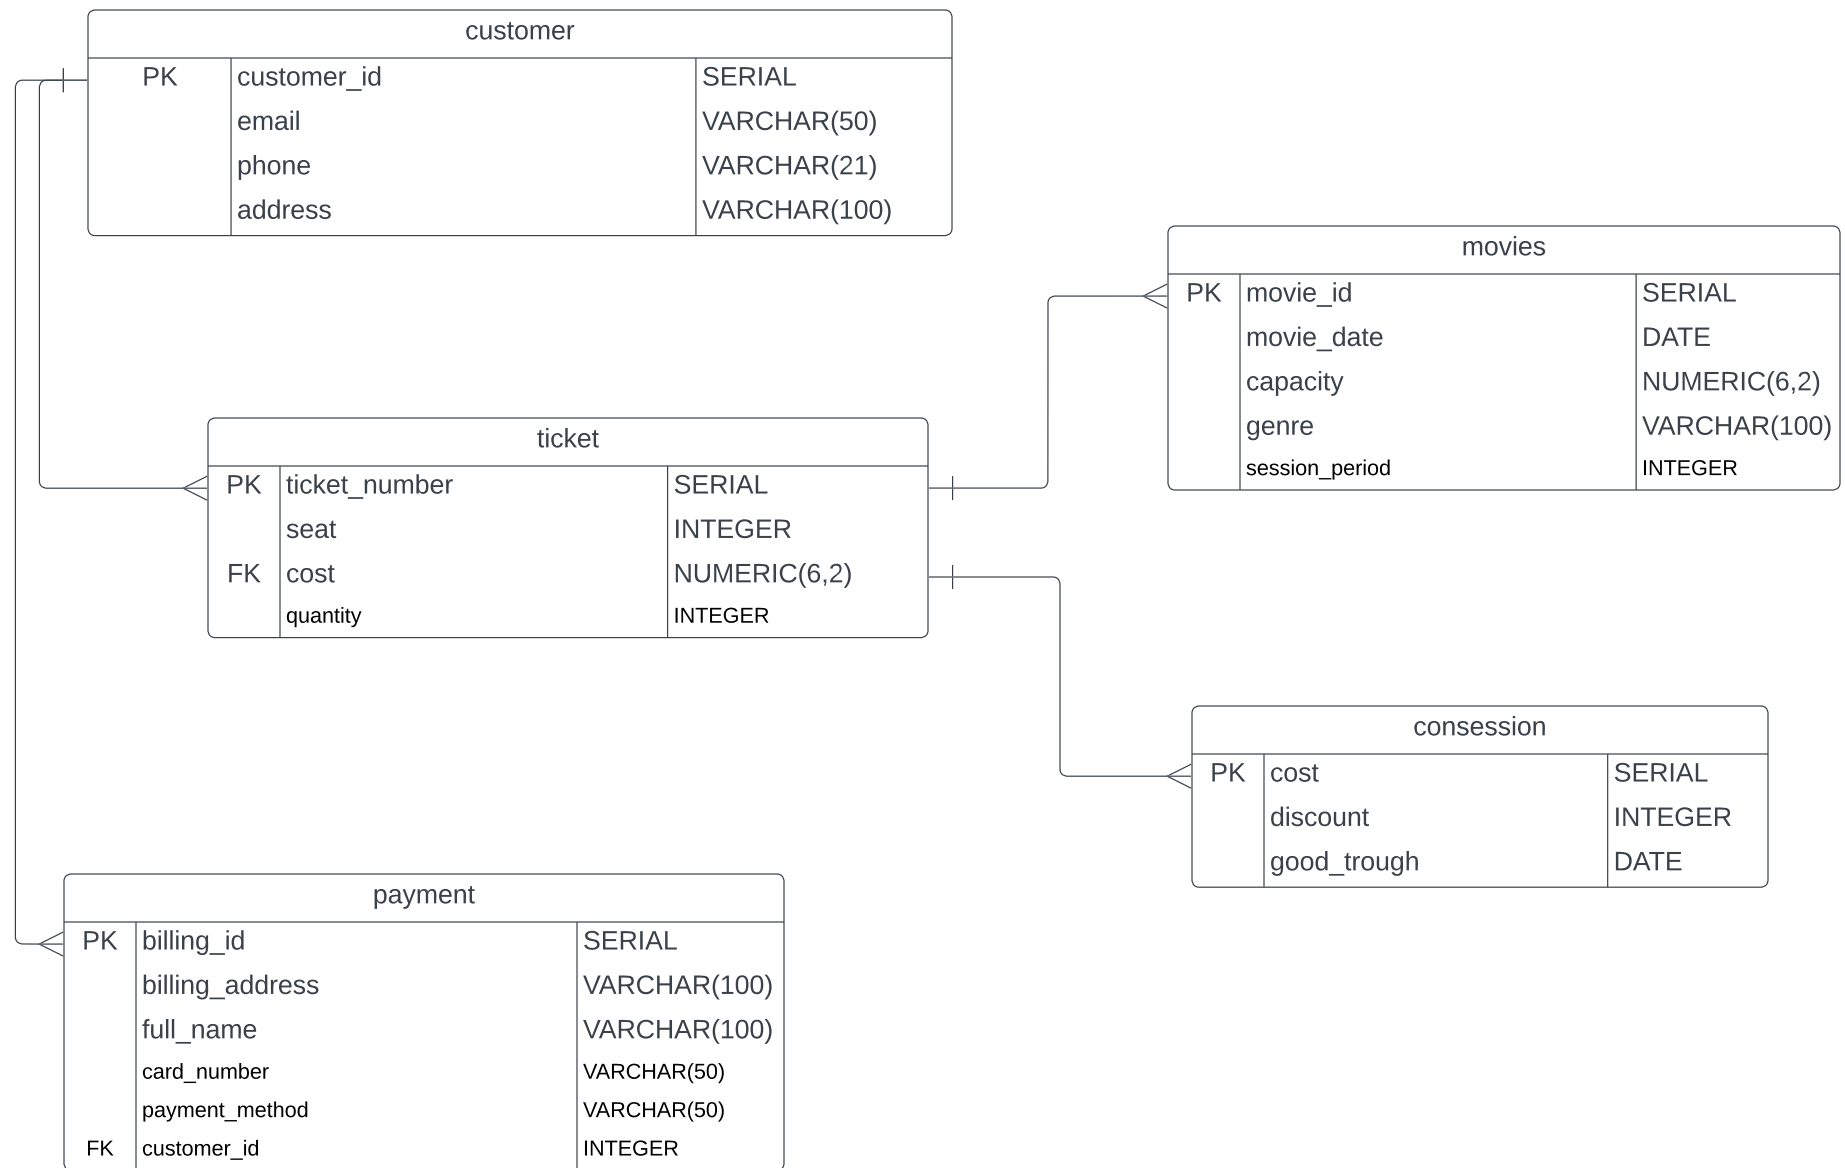 customer
PK customer_id SERIAL
email VARCHAR(50)
phone VARCHAR(21)
address VARCHAR(100)
movies
PK movie_id SERIAL
movie_date DATE
capacity NUMERIC(6,2)
genre VARCHAR(100)
session_period INTEGER
ticket
PK ticket_number SERIAL
seat INTEGER
FK cost NUMERIC(6,2)
quantity INTEGER
consession
PK cost SERIAL
discount INTEGER
good_trough DATE
payment
PK billing_id SERIAL
billing_address VARCHAR(100)
full_name VARCHAR(100)
card_number VARCHAR(50)
payment_method VARCHAR(50)
FK customer_id INTEGER